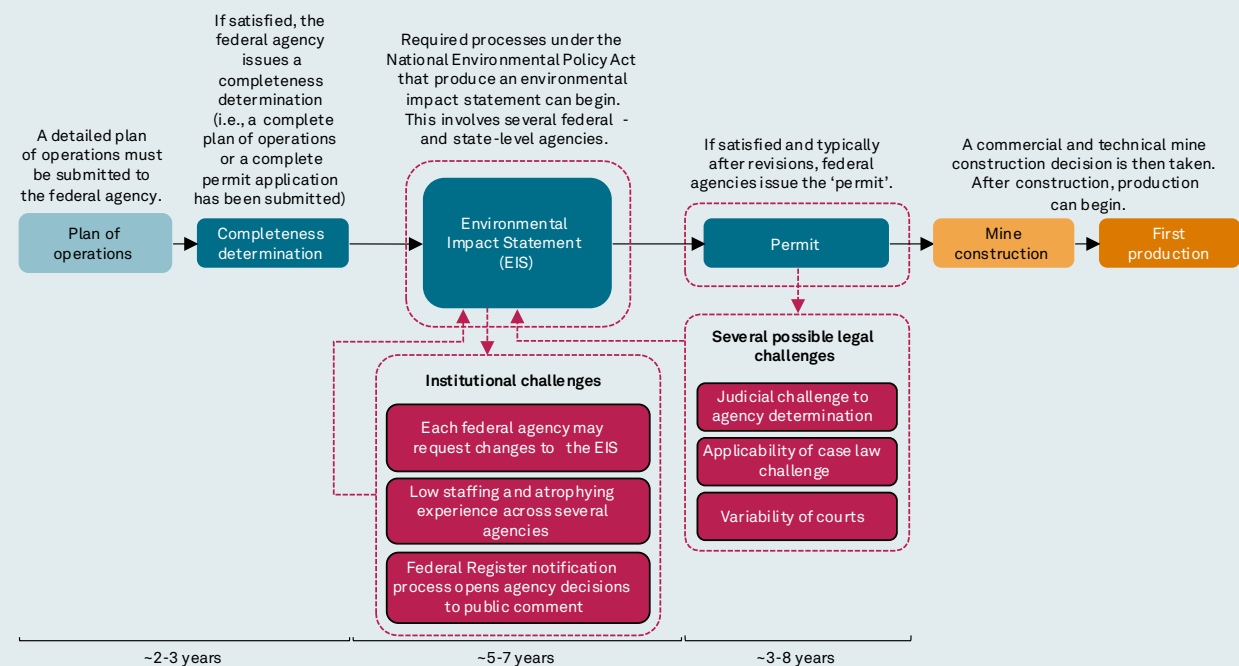 A detailed plan
of operations must
be submitted to
the federal agency.
If satisfied, the
federal agency
issues a
completeness
determination
(i.e., a complete
plan of operations
or a complete
permit application
has been submitted)
Required processes under the
National Environmental Policy Act
that produce an environmental
impact statement can begin.
This involves several federal -
and state-level agencies.
If satisfied and typically
after revisions, federal
agencies issue the ‘permit’.
A commercial and technical mine
construction decision is then taken.
After construction, production
can begin.
Plan of
operations
Completeness
determination
Environmental
Impact Statement
(EIS)
Permit
Mine
construction
First
production
Institutional challenges
Each federal agency may
request changes to the EIS
Low staffing and atrophying
experience across several
agencies
Federal Register notification
process opens agency decisions
to public comment
Several possible legal
challenges
Judicial challenge to
agency determination
Applicability of case law
challenge
Variability of courts
~2-3 years
~5-7 years
~3-8 years